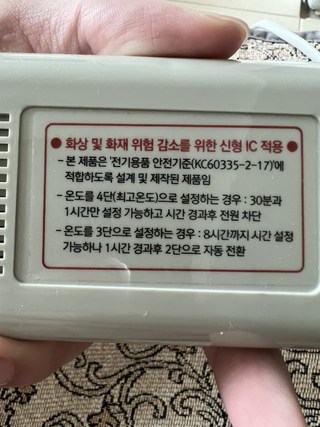 ● 화상 및 화재 위험 감소를 위한 신형 IC 적용 ●
- 본 제품은 '전기용품 안전기준(KC60335-2-17)'에
적합하도록 설계 및 제작된 제품임
- 온도를 4단(최고온도)으로 설정하는 경우 : 30분과
1시간만 설정 가능하고 시간 경과후 전원 차단
- 온도를 3단으로 설정하는 경우 : 8시간까지 시간 설정
가능하나 1시간 경과후 2단으로 자동 전환